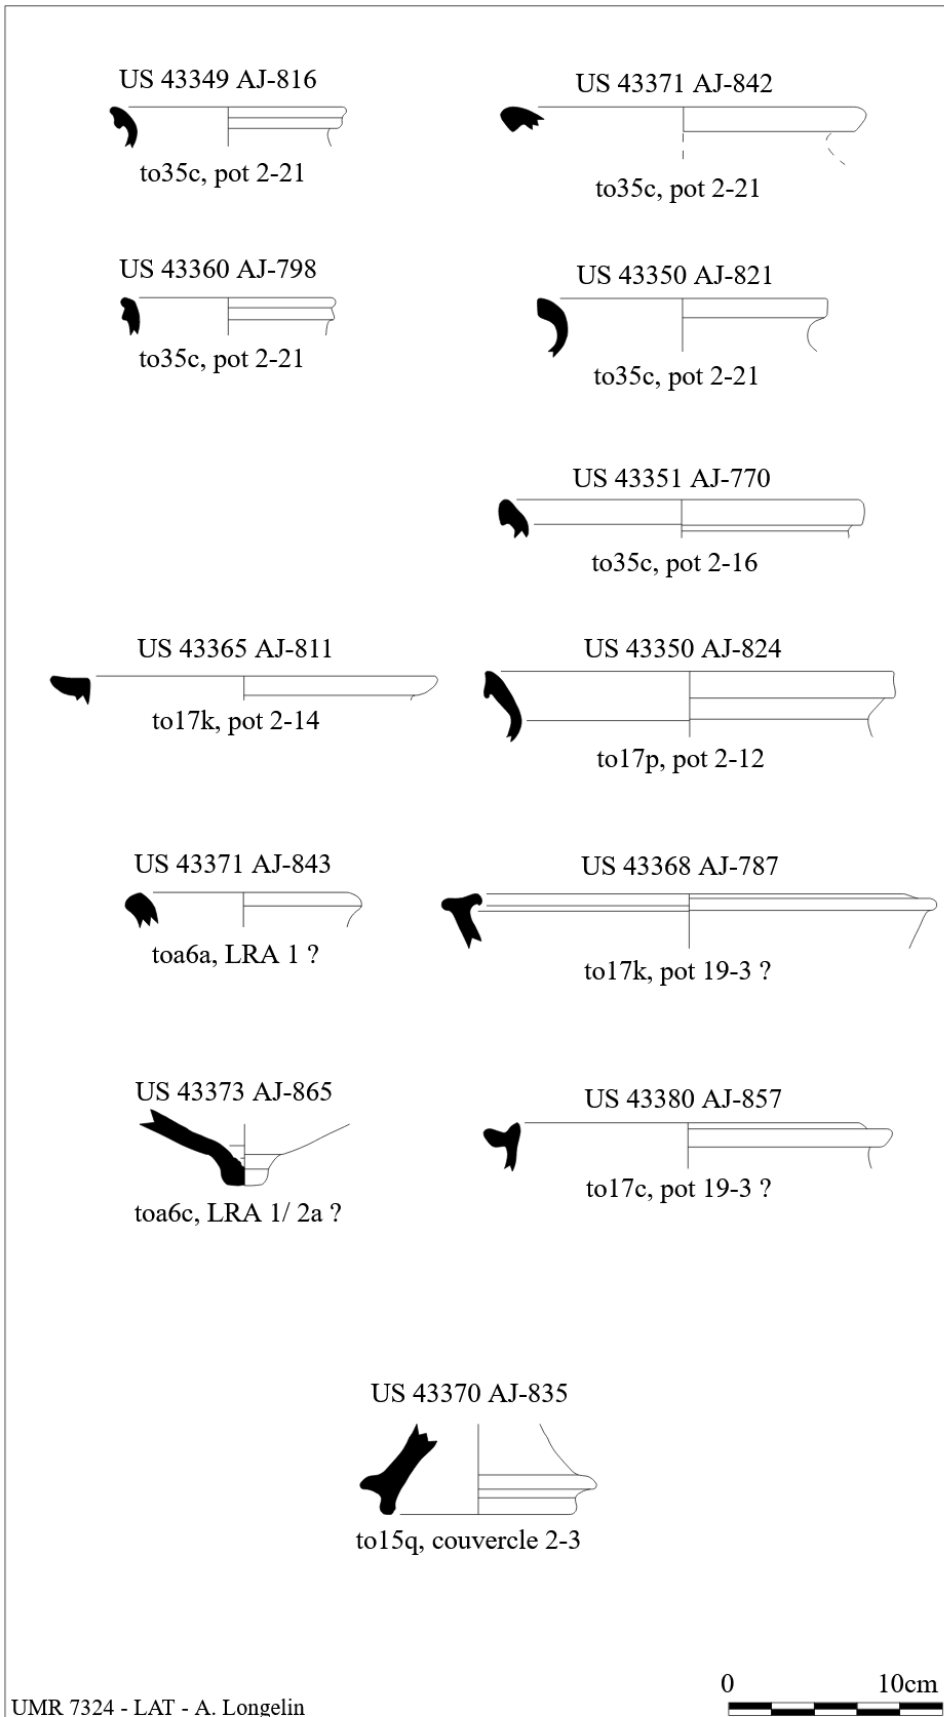 US 43349 AJ-816
to35c, pot 2-21
US 43371 AJ-842
to35c, pot 2-21
US 43360 AJ-798
to35c, pot 2-21
US 43350 AJ-821
to35c, pot 2-21
US 43351 AJ-770
to35c, pot 2-16
US 43365 AJ-811
to17k, pot 2-14
US 43350 AJ-824
to17p, pot 2-12
US 43371 AJ-843
toa6a, LRA 1 ?
US 43368 AJ-787
to17k, pot 19-3 ?
US 43373 AJ-865
toa6c, LRA 1/ 2a ?
US 43380 AJ-857
to17c, pot 19-3 ?
US 43370 AJ-835
to15q, couvercle 2-3
0 10cm
UMR 7324 - LAT - A. Longelin